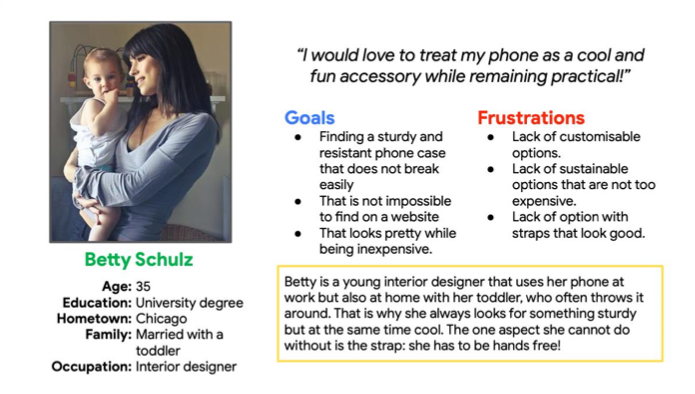 “I would love to treat my phone as a cool and
fun accessory while remaining practical!”
Goals
● Finding a sturdy and
resistant phone case
that does not break
easily
● That is not impossible
to find on a website
● That looks pretty while
being inexpensive.
Frustrations
● Lack of customisable
options.
● Lack of sustainable
options that are not too
expensive.
● Lack of option with
straps that look good.
Betty Schulz
Age: 35
Education: University degree
Hometown: Chicago
Family: Married with a
toddler
Occupation: Interior designer
Betty is a young interior designer that uses her phone at
work but also at home with her toddler, who often throws it
around. That is why she always looks for something sturdy
but at the same time cool. The one aspect she cannot do
without is the strap: she has to be hands free!